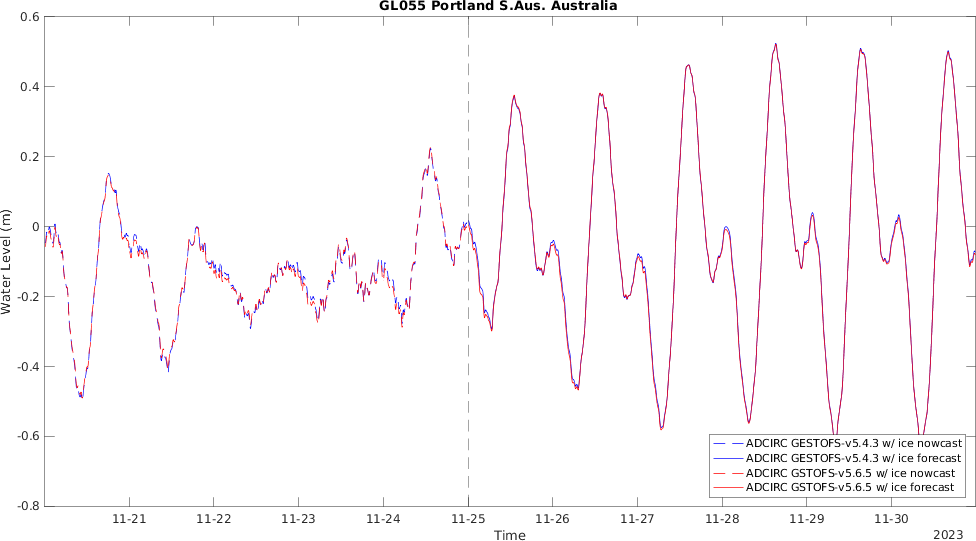 GL055 Portland S.Aus. Australia
0.6
0.4
0.2
0
-0.2
-0.4
-0.6
-0.8
Water Level (m)
ADCIRC GESTOFS-v5.4.3 w/ ice nowcast
ADCIRC GESTOFS-v5.4.3 w/ ice forecast
ADCIRC GSTOFS-v5.6.5 w/ ice nowcast
ADCIRC GSTOFS-v5.6.5 w/ ice forecast
11-21 11-22 11-23 11-24 11-25 11-26 11-27 11-28 11-29 11-30
Time
2023